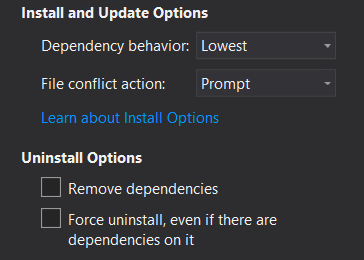 Install and Update Options
Dependency behavior: Lowest
File conflict action: Prompt
Learn about Install Options
Uninstall Options
Remove dependencies
Force uninstall, even if there are
dependencies on it